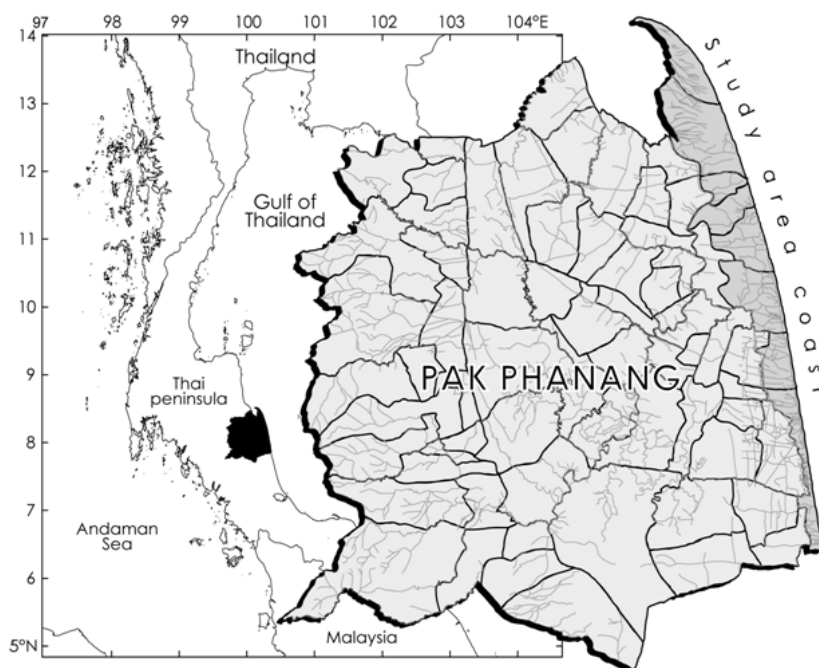 97 98 99 100 101 102 103 104°E
14
13
12
11
10
9
8
7
6
5°N
Thailand
Gulf of
Thailand
Thai
peninsula
Andaman
Sea
Malaysia
PAK PHANANG
Study area coast